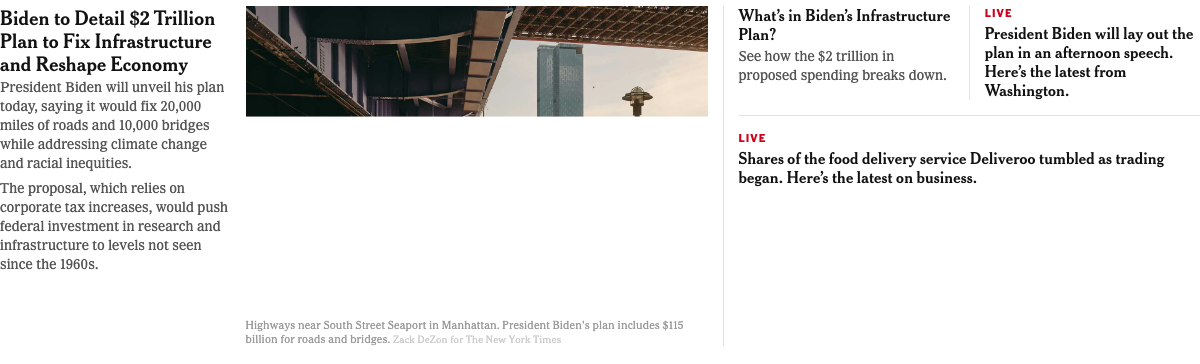 Biden to Detail $2 Trillion
Plan to Fix Infrastructure
and Reshape Economy
President Biden will unveil his plan
today, saying it would fix 20,000
miles of roads and 10,000 bridges
while addressing climate change
and racial inequities.
The proposal, which relies on
corporate tax increases, would push
federal investment in research and
infrastructure to levels not seen
since the 1960s.
Highways near South Street Seaport in Manhattan. President Biden's plan includes $115
billion for roads and bridges. Zack DeZon for The New York Times
What's in Biden's Infrastructure
Plan?
See how the $2 trillion in
proposed spending breaks down.
LIVE
President Biden will lay out the
plan in an afternoon speech.
Here's the latest from
Washington.
LIVE
Shares of the food delivery service Deliveroo tumbled as trading
began. Here's the latest on business.